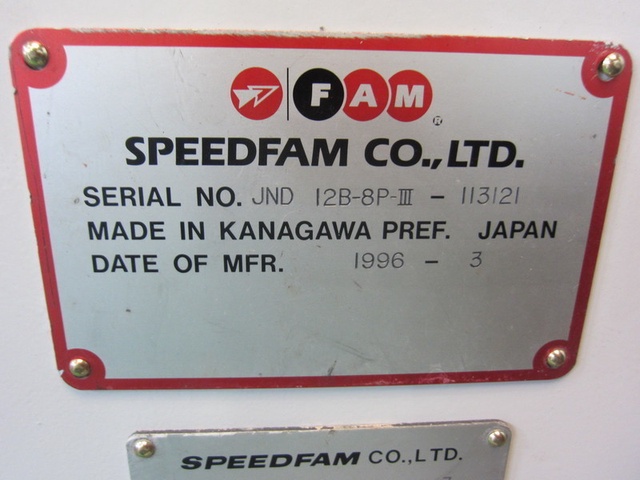 FAM®
SPEEDFAM CO.,LTD.
SERIAL NO. JND 12B-8P-III - 113121
MADE IN KANAGAWA PREF. JAPAN
DATE OF MFR. 1996 - 3
SPEEDFAM CO.,LTD.